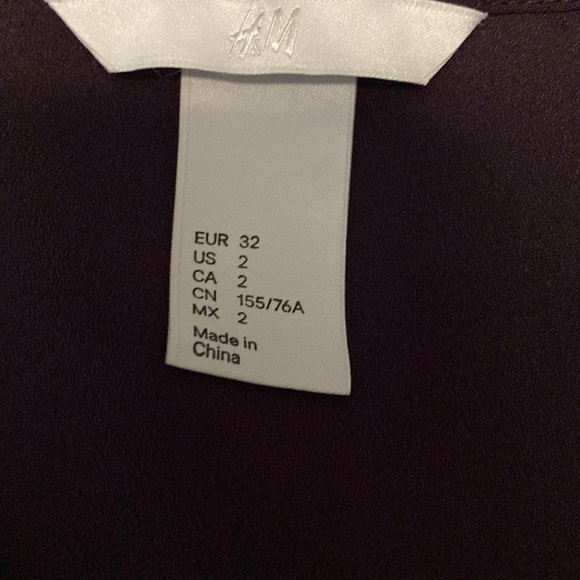 H&M
EUR 32
US 2
CA 2
CN 155/76A
MX 2
Made in
China